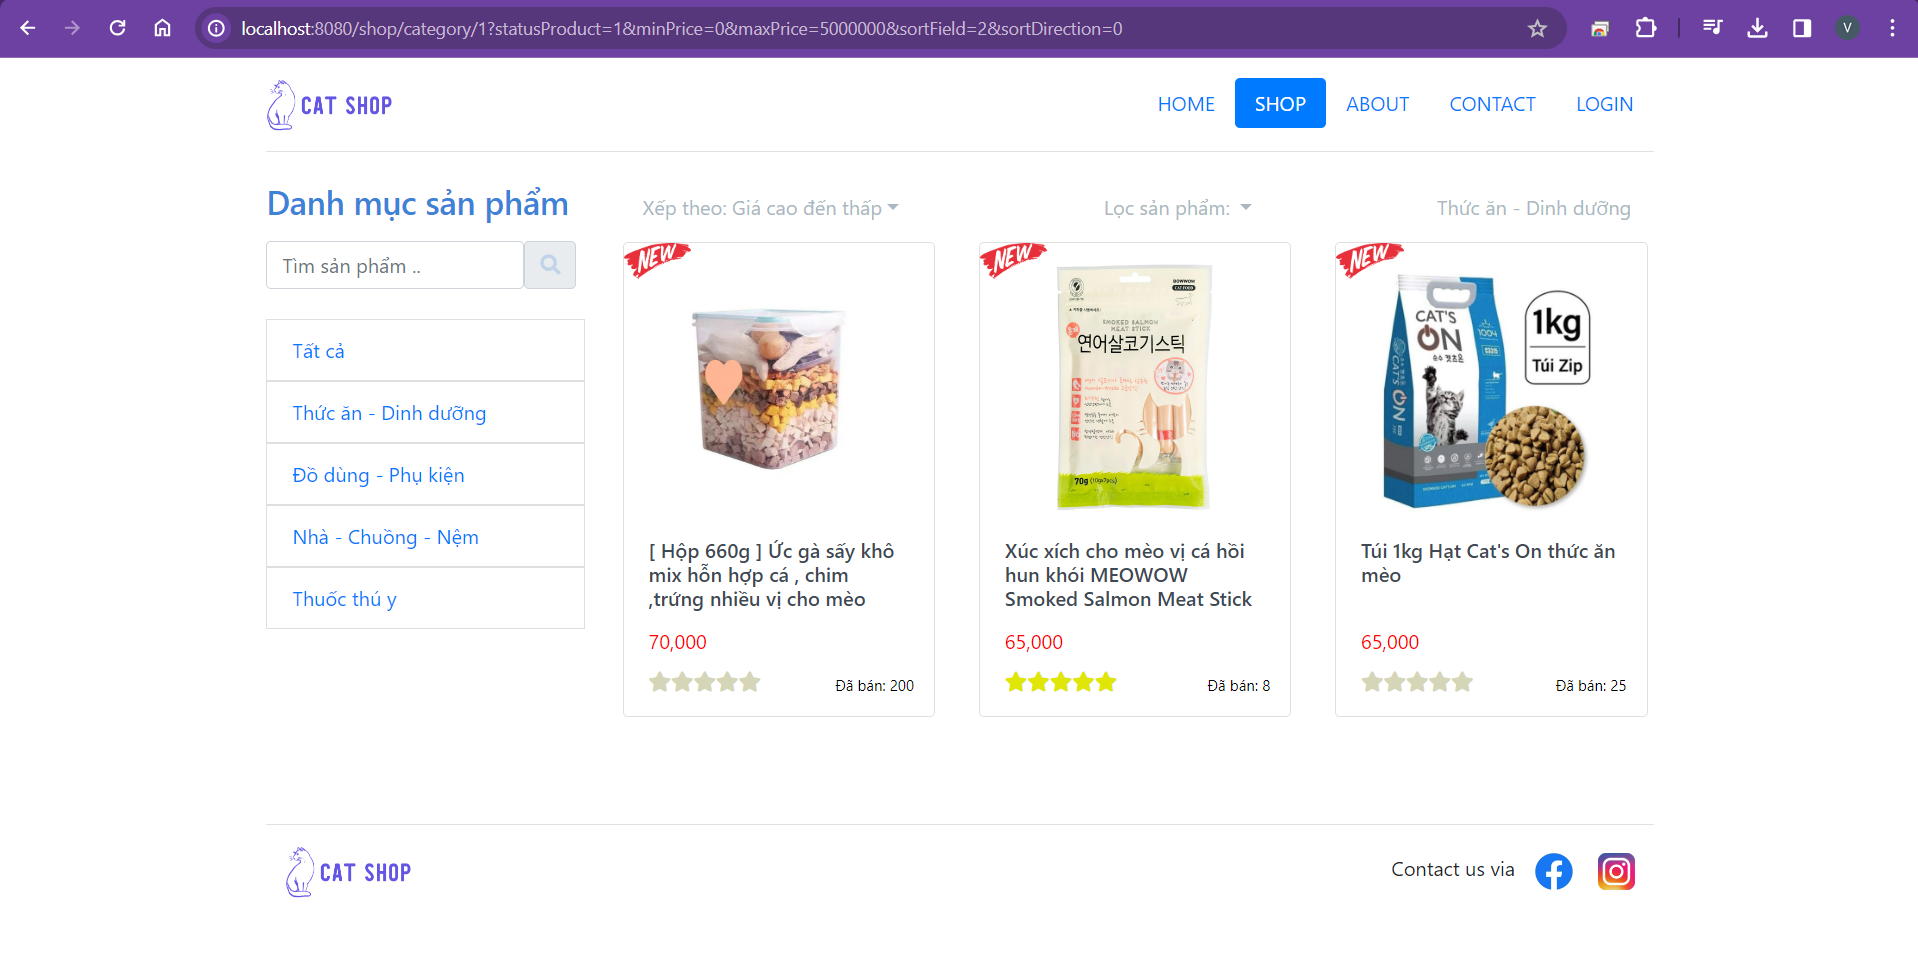 localhost:8080/shop/category/1?statusProduct=1&minPrice=0&maxPrice=5000000&sortField=2&sortDirection=0
V
CAT SHOP
HOME
SHOP
ABOUT
CONTACT
LOGIN
Danh mục sản phẩm
Tìm sản phẩm ..
Tất cả
Thức ăn - Dinh dưỡng
Đồ dùng - Phụ kiện
Nhà - Chuồng - Nệm
Thuốc thú y
Xếp theo: Giá cao đến thấp
Lọc sản phẩm:
Thức ăn - Dinh dưỡng
NEW
[ Hộp 660g ] Ức gà sấy khô
mix hỗn hợp cá , chim
,trứng nhiều vị cho mèo
70,000
Đã bán: 200
NEW
BOWWOW
CAT FOOD
SMOKED SALMON
MEAT STICK
연어살코기스틱
70g (10gx7pcs)
Xúc xích cho mèo vị cá hồi
hun khói MEOWOW
Smoked Salmon Meat Stick
65,000
Đã bán: 8
NEW
CAT'S
ON
1004
CATS ON
1kg
Túi Zip
Túi 1kg Hạt Cat's On thức ăn
mèo
65,000
Đã bán: 25
CAT SHOP
Contact us via